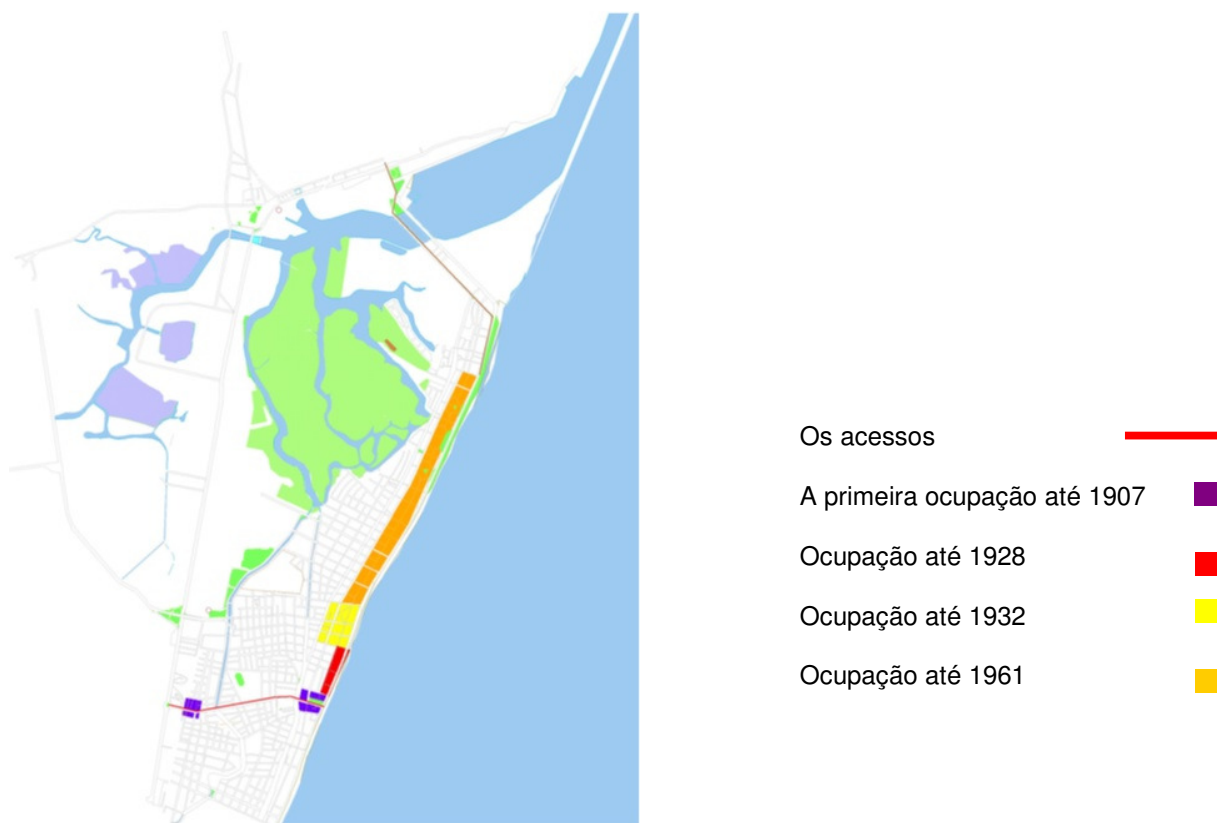 Os acessos
A primeira ocupação até 1907
Ocupação até 1928
Ocupação até 1932
Ocupação até 1961